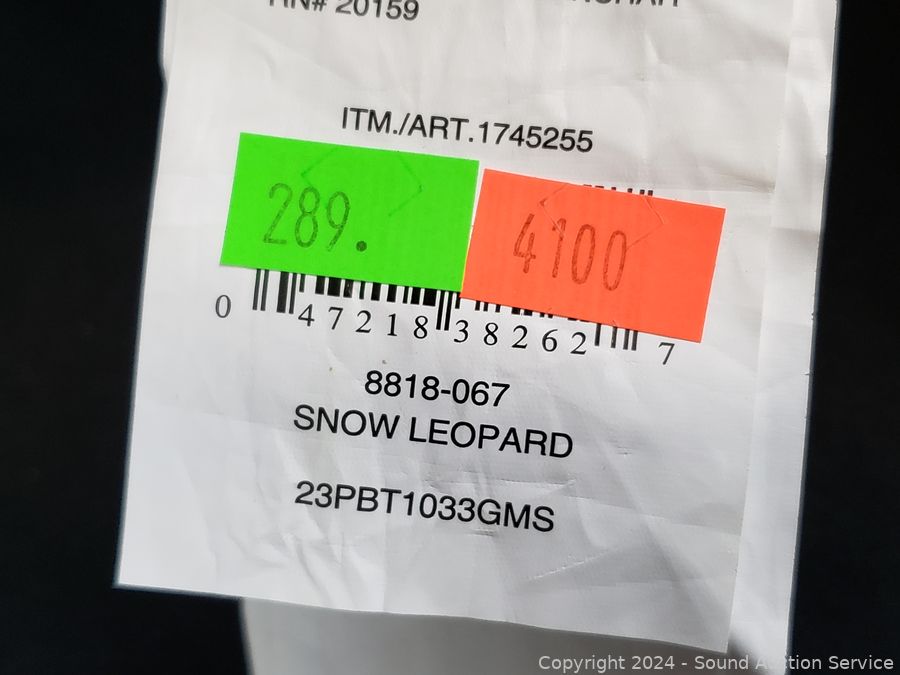 RN# 20159
ITM./ART.1745255
289.
4100
0 47218 38262 7
8818-067
SNOW LEOPARD
23PBT1033GMS
Copyright 2024 - Sound Auction Service